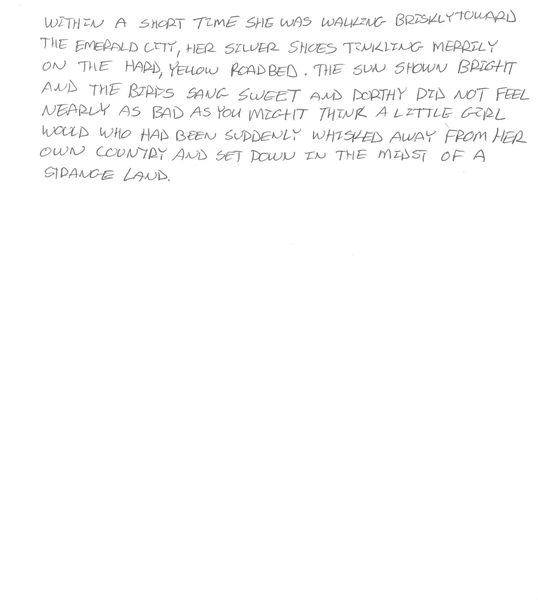 WITHIN A SHORT TIME SHE WAS WALKING BRISKLY TOWARD
THE EMERALD CITY, HER SILVER SHOES TINKLING MERRILY
ON THE HARD, YELLOW ROADBED. THE SUN SHOWN BRIGHT
AND THE BIRDS SANG SWEET AND DORTHY DID NOT FEEL
NEARLY AS BAD AS YOU MIGHT THINK A LITTLE GIRL
WOULD WHO HAD BEEN SUDDENLY WHISKED AWAY FROM HER
OWN COUNTRY AND SET DOWN IN THE MIDST OF A
STRANGE LAND.